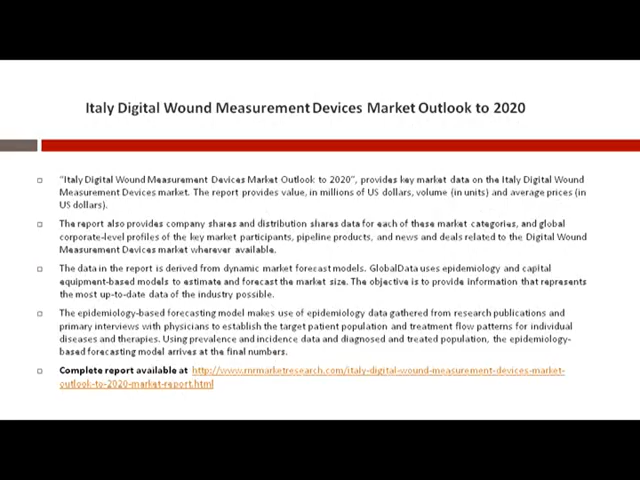 Italy Digital Wound Measurement Devices Market Outlook to 2020
"Italy Digital Wound Measurement Devices Market Outlook to 2020", provides key market data on the Italy Digital Wound
Measurement Devices market. The report provides value, in millions of US dollars, volume (in units) and average prices (in
US dollars).
The report also provides company shares and distribution shares data for each of these market categories, and global
corporate-level profiles of the key market participants, pipeline products, and news and deals related to the Digital Wound
Measurement Devices market wherever available.
The data in the report is derived from dynamic market forecast models. GlobalData uses epidemiology and capital
equipment-based models to estimate and forecast the market size. The objective is to provide information that represents
the most up-to-date data of the industry possible.
The epidemiology-based forecasting model makes use of epidemiology data gathered from research publications and
primary interviews with physicians to establish the target patient population and treatment flow patterns for individual
diseases and therapies. Using prevalence and incidence data and diagnosed and treated population, the epidemiology-
based forecasting model arrives at the final numbers.
Complete report available at http://www.rnrmarketresearch.com/italy-digital-wound-measurement-devices-market-
outlook-to-2020-market-report.html